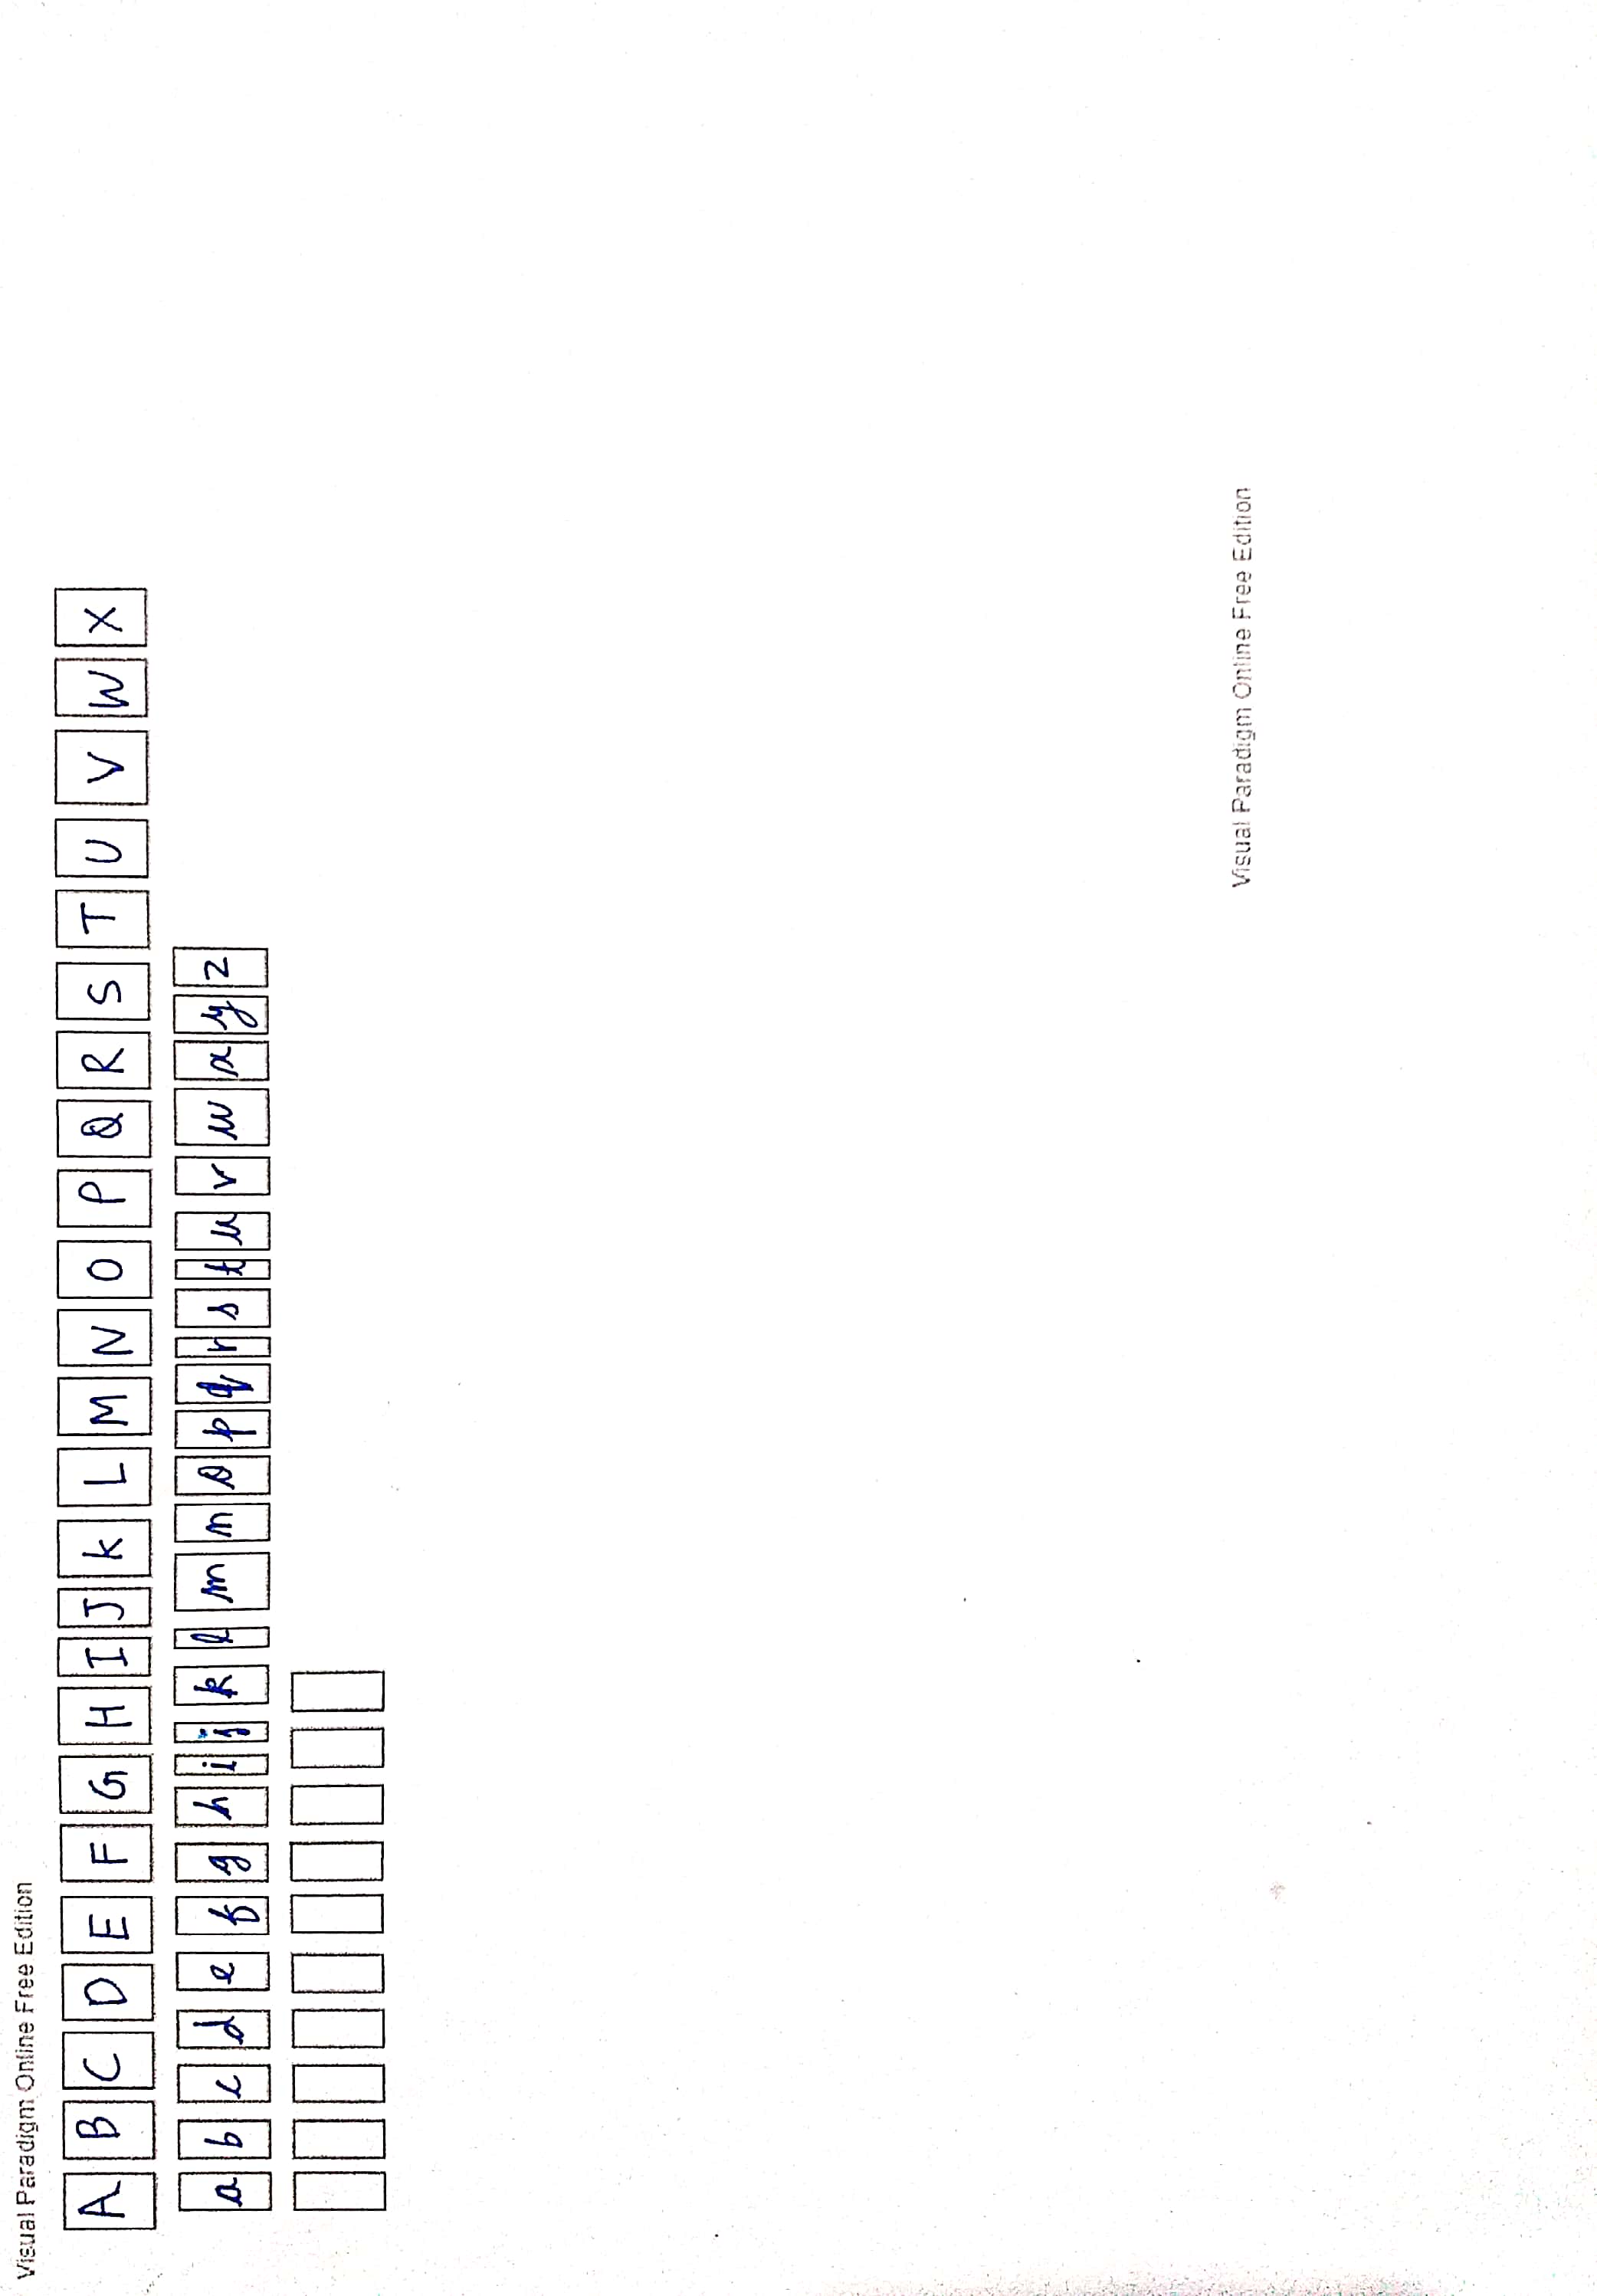 Visual Paradigm Online Free Edition
A B C D E F G H I J K L M N O P Q R S T U V W X
a b c d e f g h i j k l m n o p q r s t u v w x y z
Visual Paradigm Online Free Edition